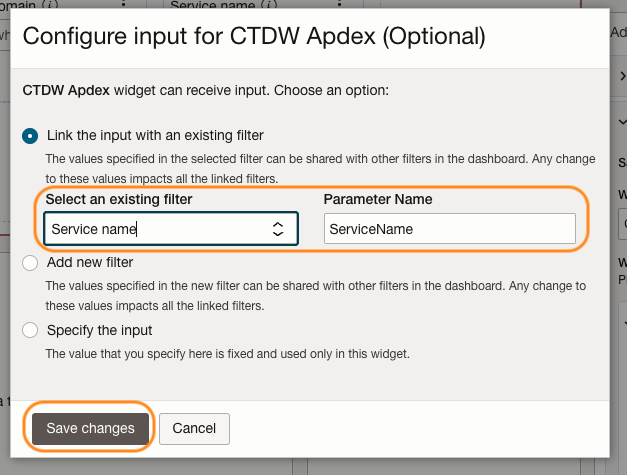 omain
Service name
Configure input for CTDW Apdex (Optional)
CTDW Apdex widget can receive input. Choose an option:
Link the input with an existing filter
The values specified in the selected filter can be shared with other filters in the dashboard. Any change
to these values impacts all the linked filters.
Select an existing filter Parameter Name
Service name ServiceName
Add new filter
The values specified in the new filter can be shared with other filters in the dashboard. Any change to
these values impacts all the linked filters.
Specify the input
The value that you specify here is fixed and used only in this widget.
Save changes Cancel